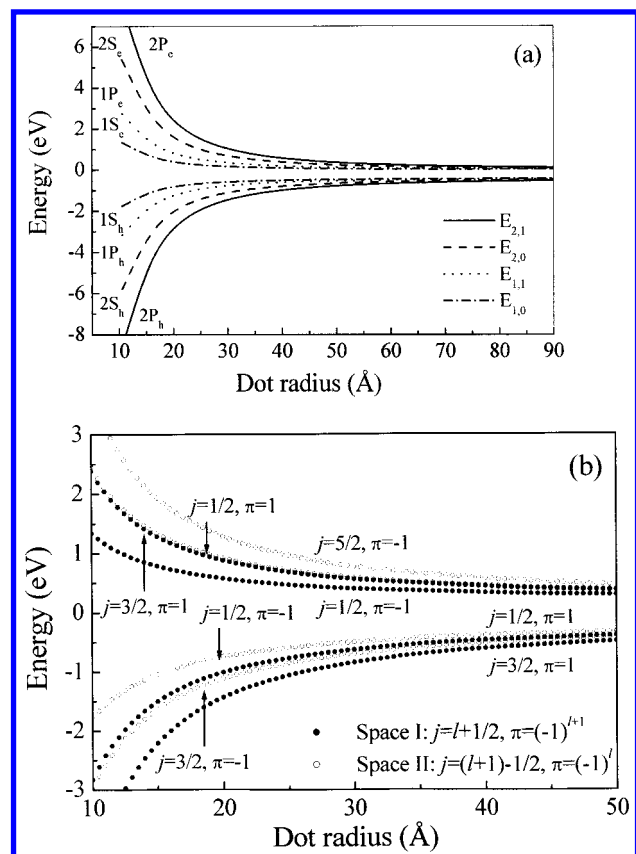 (a)
6
4
2
0
-2
-4
-6
-8
Energy (eV)
2S_e
2P_e
1P_e
1S_e
1S_h
1P_h
2S_h
2P_h
E_{2,1}
E_{2,0}
E_{1,1}
E_{1,0}
10 20 30 40 50 60 70 80 90
Dot radius (Å)
(b)
3
2
1
0
-1
-2
-3
Energy (eV)
j=1/2, π=1
j=5/2, π=-1
j=3/2, π=1
j=1/2, π=-1
j=1/2, π=-1
j=1/2, π=1
j=3/2, π=1
j=3/2, π=-1
Space I: j=l+1/2, π=(-1)^{l+1}
Space II: j=(l+1)-1/2, π=(-1)^l
10 20 30 40 50
Dot radius (Å)